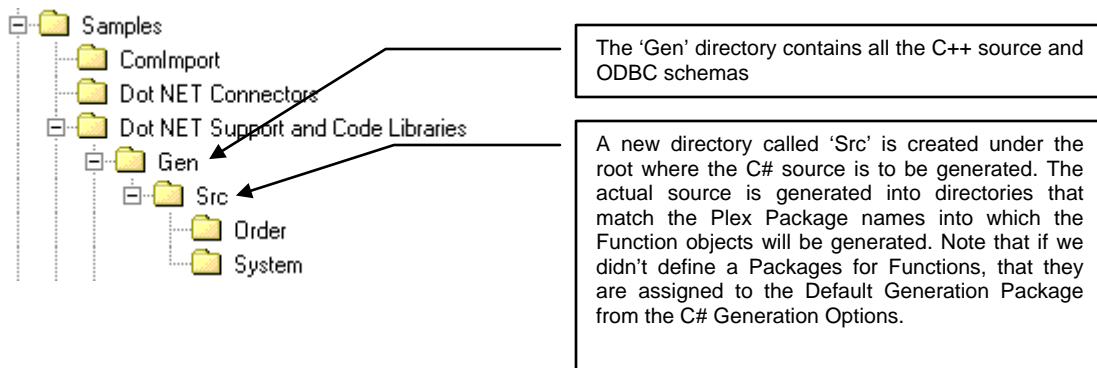 Samples
ComImport
Dot NET Connectors
Dot NET Support and Code Libraries
Gen
Src
Order
System
The ‘Gen’ directory contains all the C++ source and
ODBC schemas
A new directory called ‘Src’ is created under the
root where the C# source is to be generated. The
actual source is generated into directories that
match the Plex Package names into which the
Function objects will be generated. Note that if we
didn’t define a Packages for Functions, that they
are assigned to the Default Generation Package
from the C# Generation Options.